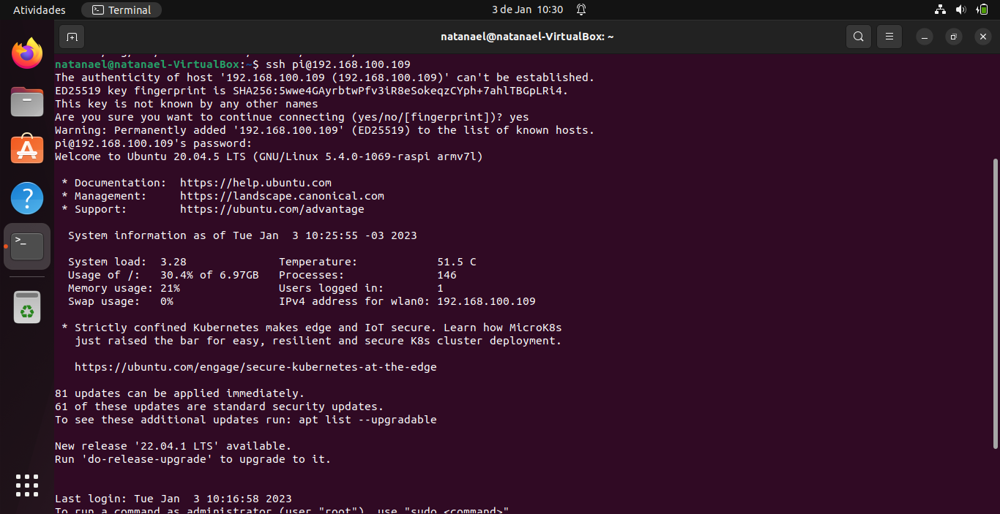 Atividades
Terminal
3 de Jan 10:30
natanael@natanael-VirtualBox: ~
natanael@natanael-VirtualBox:~$ ssh pi@192.168.100.109
The authenticity of host '192.168.100.109 (192.168.100.109)' can't be established.
ED25519 key fingerprint is SHA256:5wwe4GAyrbtwPfv3iR8eSokeqzCYph+7ahlTBGpLRi4.
This key is not known by any other names
Are you sure you want to continue connecting (yes/no/[fingerprint])? yes
Warning: Permanently added '192.168.100.109' (ED25519) to the list of known hosts.
pi@192.168.100.109's password:
Welcome to Ubuntu 20.04.5 LTS (GNU/Linux 5.4.0-1069-raspi armv7l)
* Documentation:  https://help.ubuntu.com
* Management:     https://landscape.canonical.com
* Support:        https://ubuntu.com/advantage
System information as of Tue Jan  3 10:25:55 -03 2023
System load:  3.28              Temperature:            51.5 C
Usage of /:   30.4% of 6.97GB   Processes:              146
Memory usage: 21%               Users logged in:        1
Swap usage:   0%                IPv4 address for wlan0: 192.168.100.109
* Strictly confined Kubernetes makes edge and IoT secure. Learn how MicroK8s
just raised the bar for easy, resilient and secure K8s cluster deployment.
https://ubuntu.com/engage/secure-kubernetes-at-the-edge
81 updates can be applied immediately.
61 of these updates are standard security updates.
To see these additional updates run: apt list --upgradable
New release '22.04.1 LTS' available.
Run 'do-release-upgrade' to upgrade to it.
Last login: Tue Jan  3 10:16:58 2023
To run a command as administrator (user "root"), use "sudo <command>"